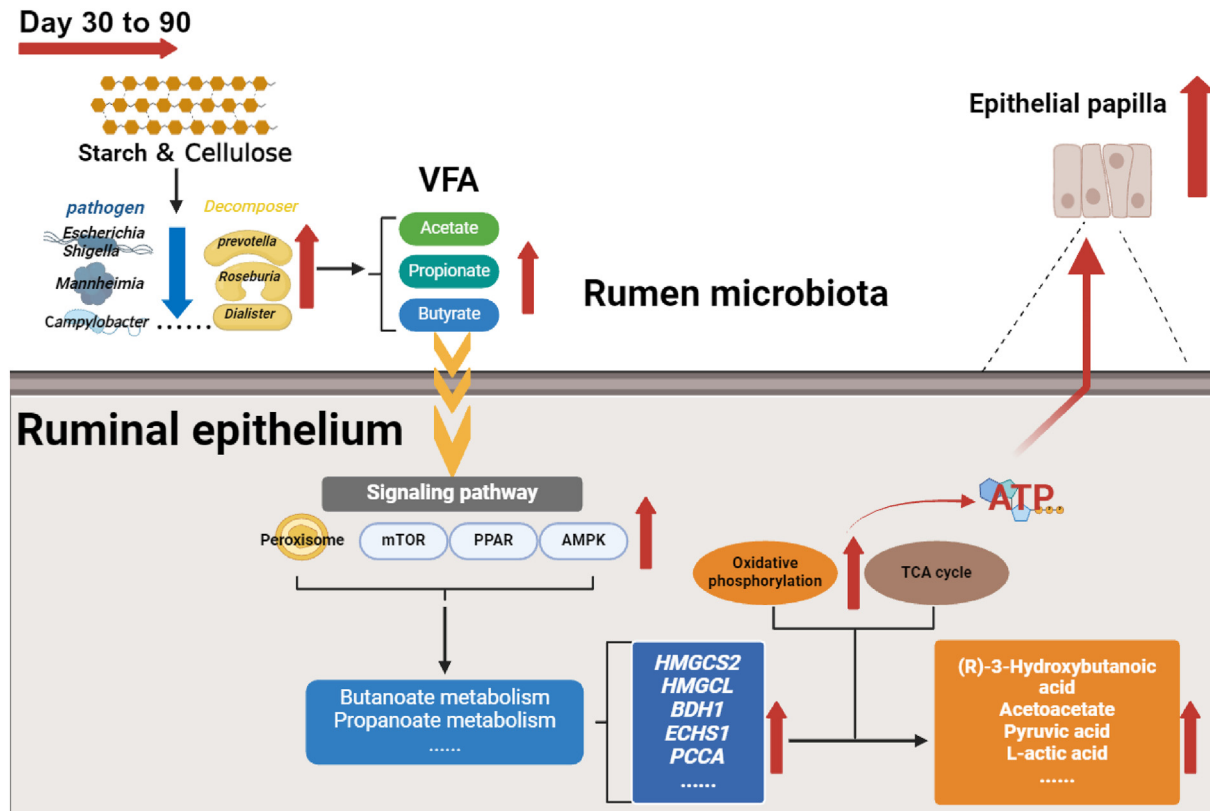 Day 30 to 90
Starch & Cellulose
pathogen
Decomposer
Escherichia
Shigella
Mannheimia
Campylobacter
......
prevotella
Roseburia
Dialister
VFA
Acetate
Propionate
Butyrate
Rumen microbiota
Epithelial papilla
Ruminal epithelium
Signaling pathway
Peroxisome
mTOR
PPAR
AMPK
Butanoate metabolism
Propanoate metabolism
......
HMGCS2
HMGCL
BDH1
ECHS1
PCCA
......
Oxidative
phosphorylation
TCA cycle
ATP
(R)-3-Hydroxybutanoic
acid
Acetoacetate
Pyruvic acid
L-actic acid
......